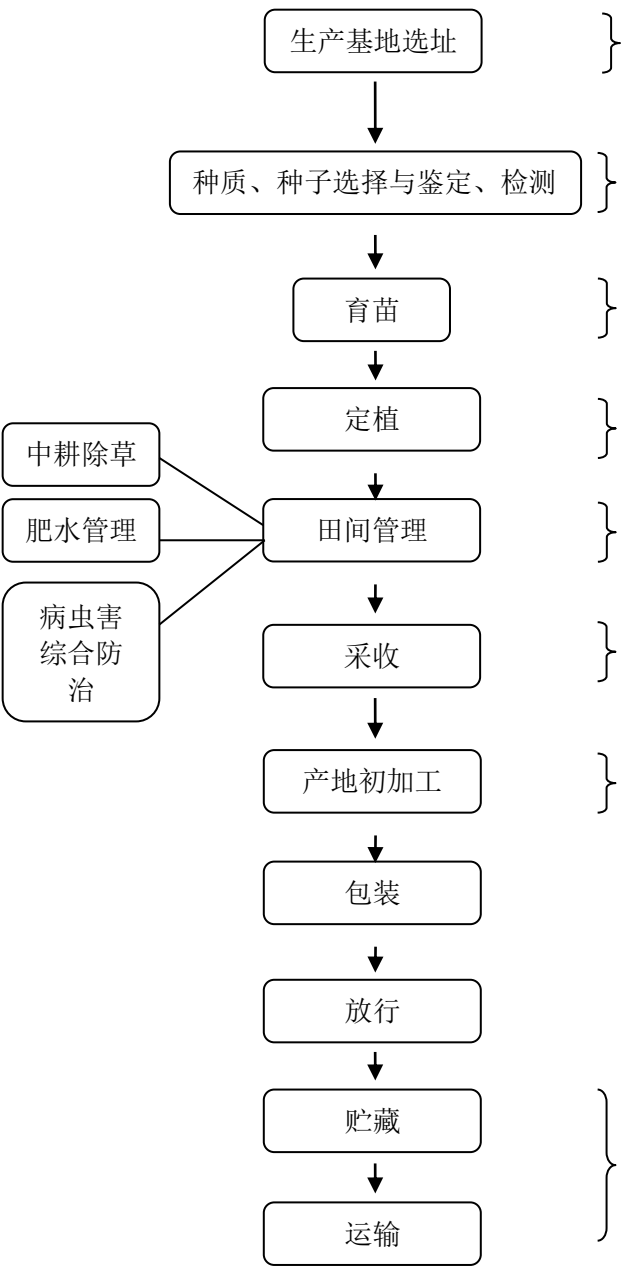 生产基地选址
种质、种子选择与鉴定、检测
育苗
定植
中耕除草
肥水管理
田间管理
病虫害
综合防
治
采收
产地初加工
包装
放行
贮藏
运输